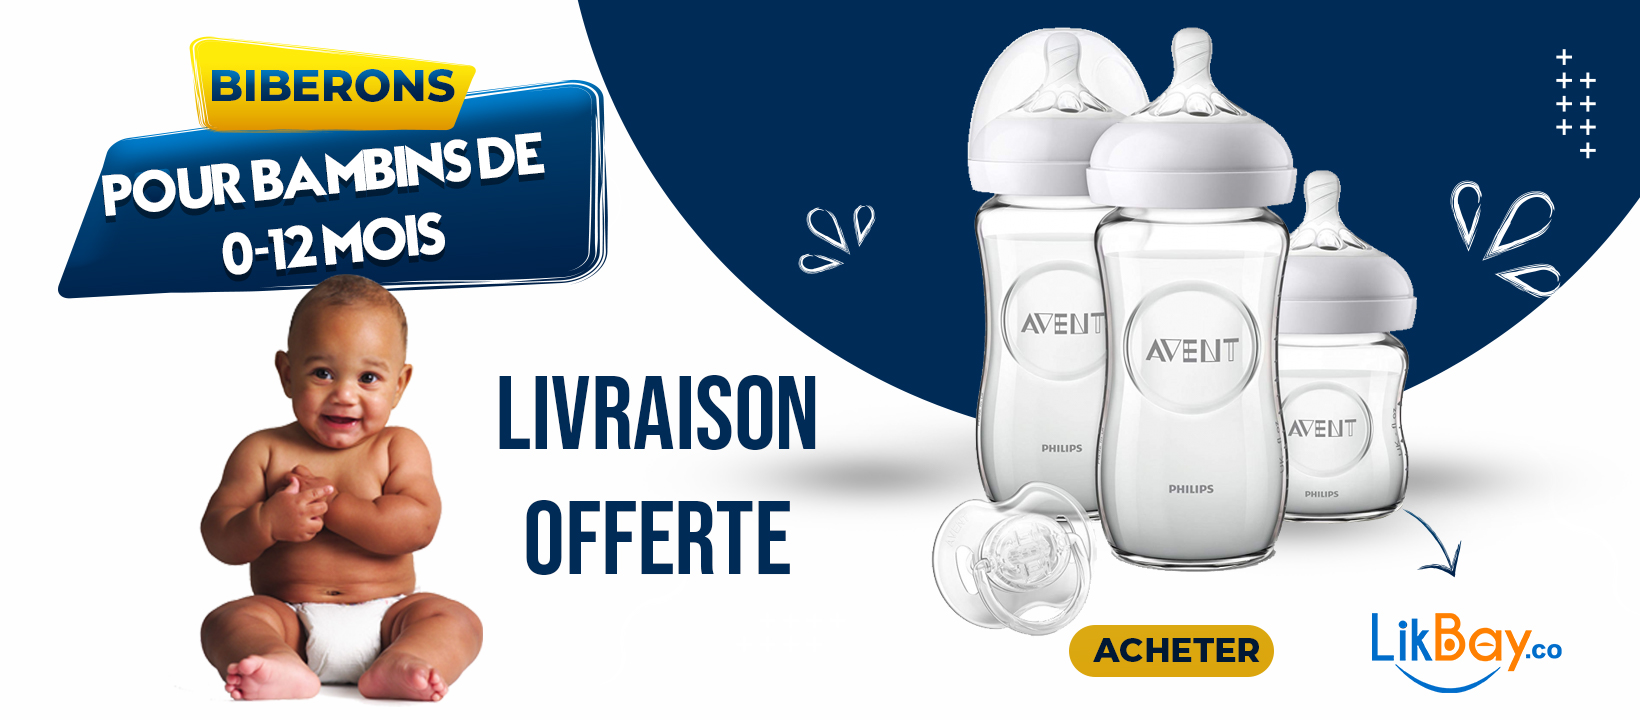 BIBERONS
POUR BAMBINS DE
0-12 MOIS
LIVRAISON
OFFERTE
AVENT
PHILIPS
AVENT
PHILIPS
AVENT
PHILIPS
ACHETER
LikBay.co